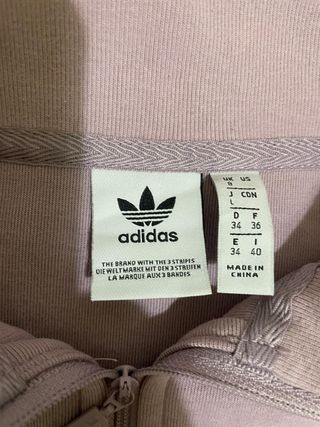 adidas
THE BRAND WITH THE 3 STRIPES
DIE WELTMARKE MIT DEN 3 STREIFEN
LA MARQUE AUX 3 BANDES
UK US
8
J CDN
L
D F
34 36
E I
34 40
MADE IN
CHINA